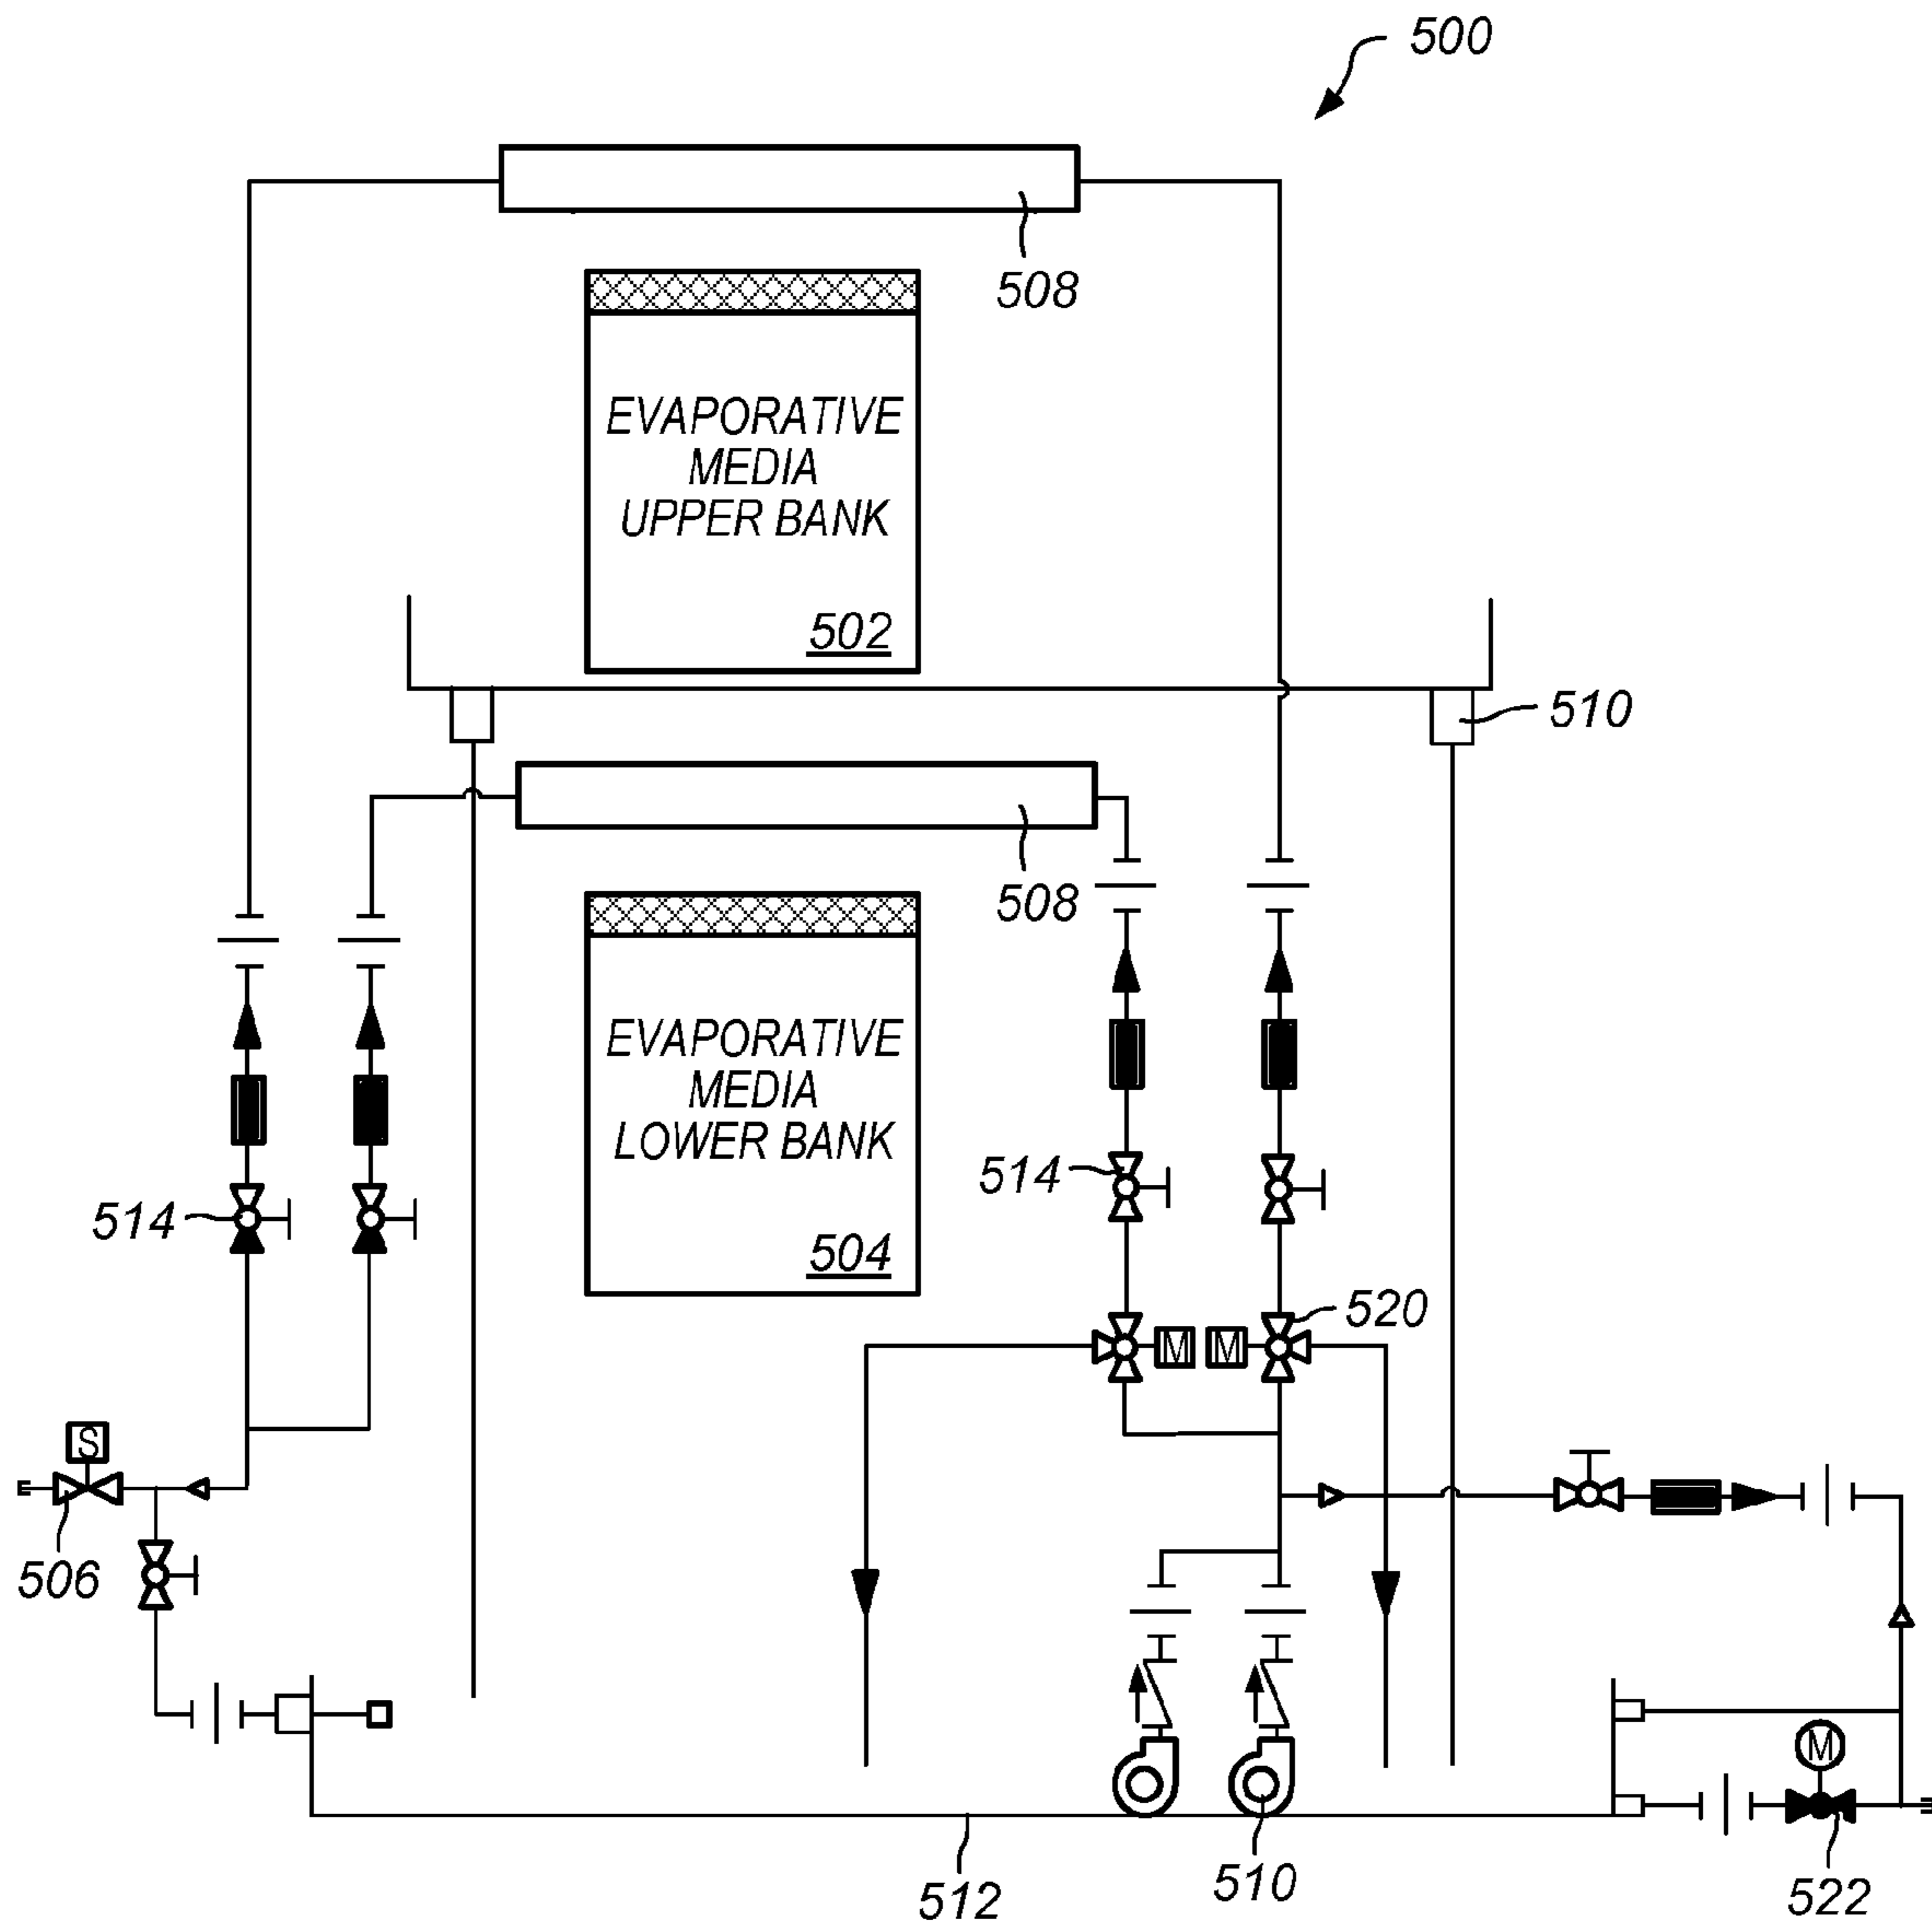 500
508
EVAPORATIVE
MEDIA
UPPER BANK
502
510
508
EVAPORATIVE
MEDIA
LOWER BANK
514
514
504
520
M M
S
506
M
512
510
522